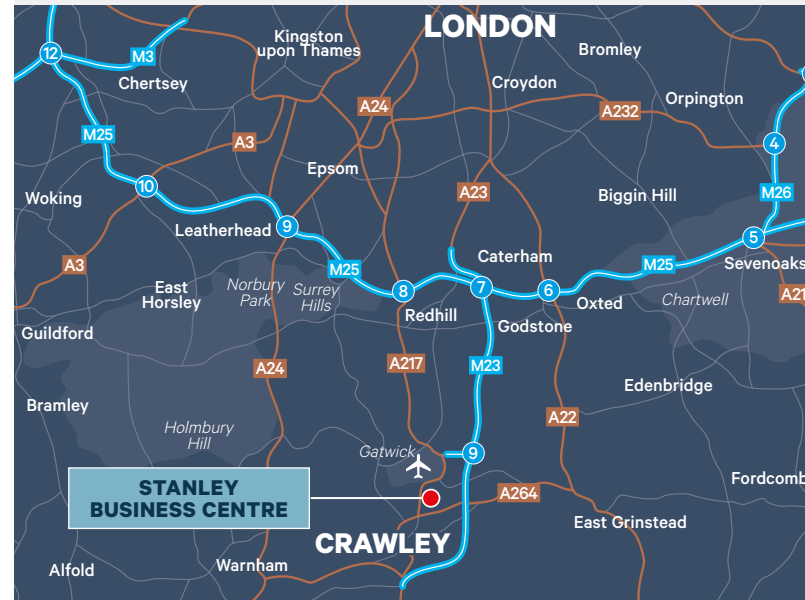 LONDON
Kingston
upon Thames
Bromley
12
M3
Chertsey
Croydon
Orpington
A24
A232
M25
A3
4
Epsom
10
Woking
A23
Biggin Hill
M26
Leatherhead
9
5
Caterham
M25
M25
Sevenoaks
A3
East
Horsley
Norbury
Park
Surrey
Hills
8
7
6
Oxted
Chartwell
A21
Redhill
Godstone
Guildford
A24
A217
M23
Edenbridge
Bramley
A22
Holmbury
Hill
Gatwick
9
Fordcomb
STANLEY
BUSINESS CENTRE
A264
East Grinstead
CRAWLEY
Alfold
Warnham